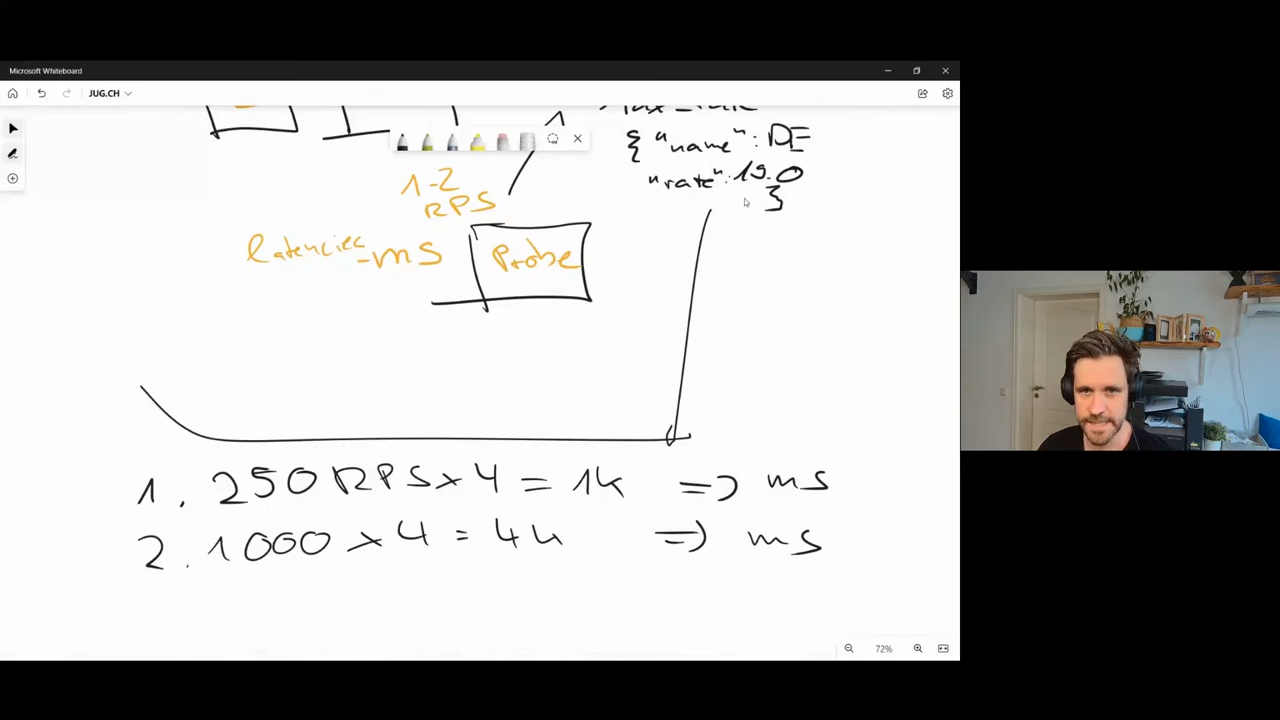 Microsoft Whiteboard
JUG.CH
{ "name": DE
"rate": 19.0
}
1-2
RPS
latencies - ms
Probe
1. 250 RPS x 4 = 1k => ms
2. 1000 x 4 = 4k => ms
72%